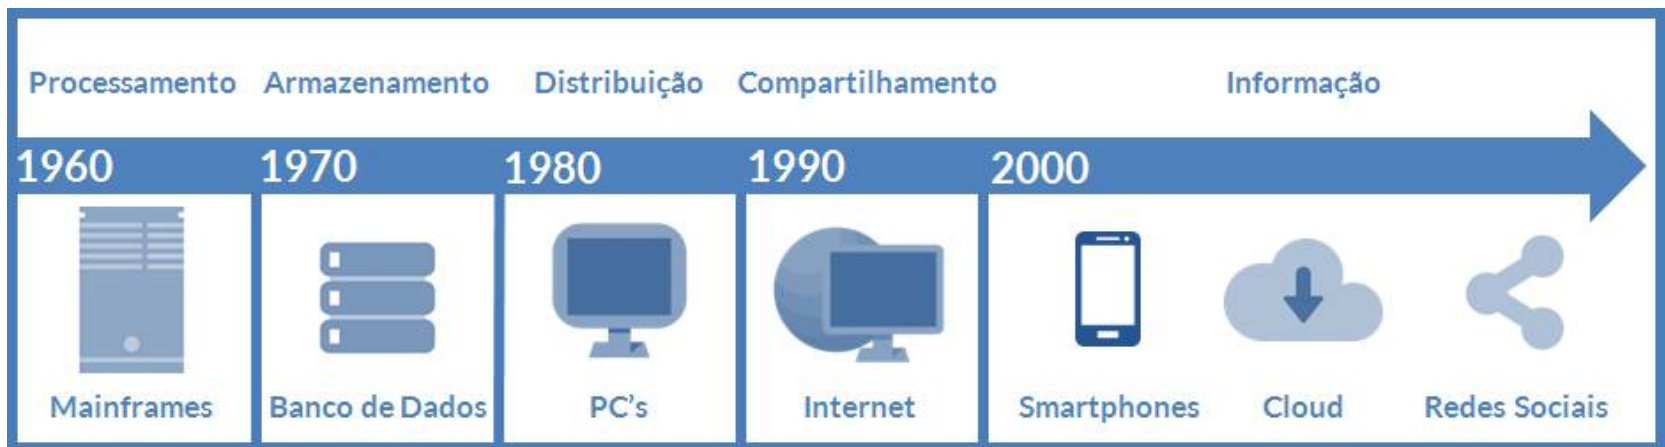 Processamento Armazenamento Distribuição Compartilhamento Informação
1960 1970 1980 1990 2000
Mainframes Banco de Dados PC's Internet Smartphones Cloud Redes Sociais